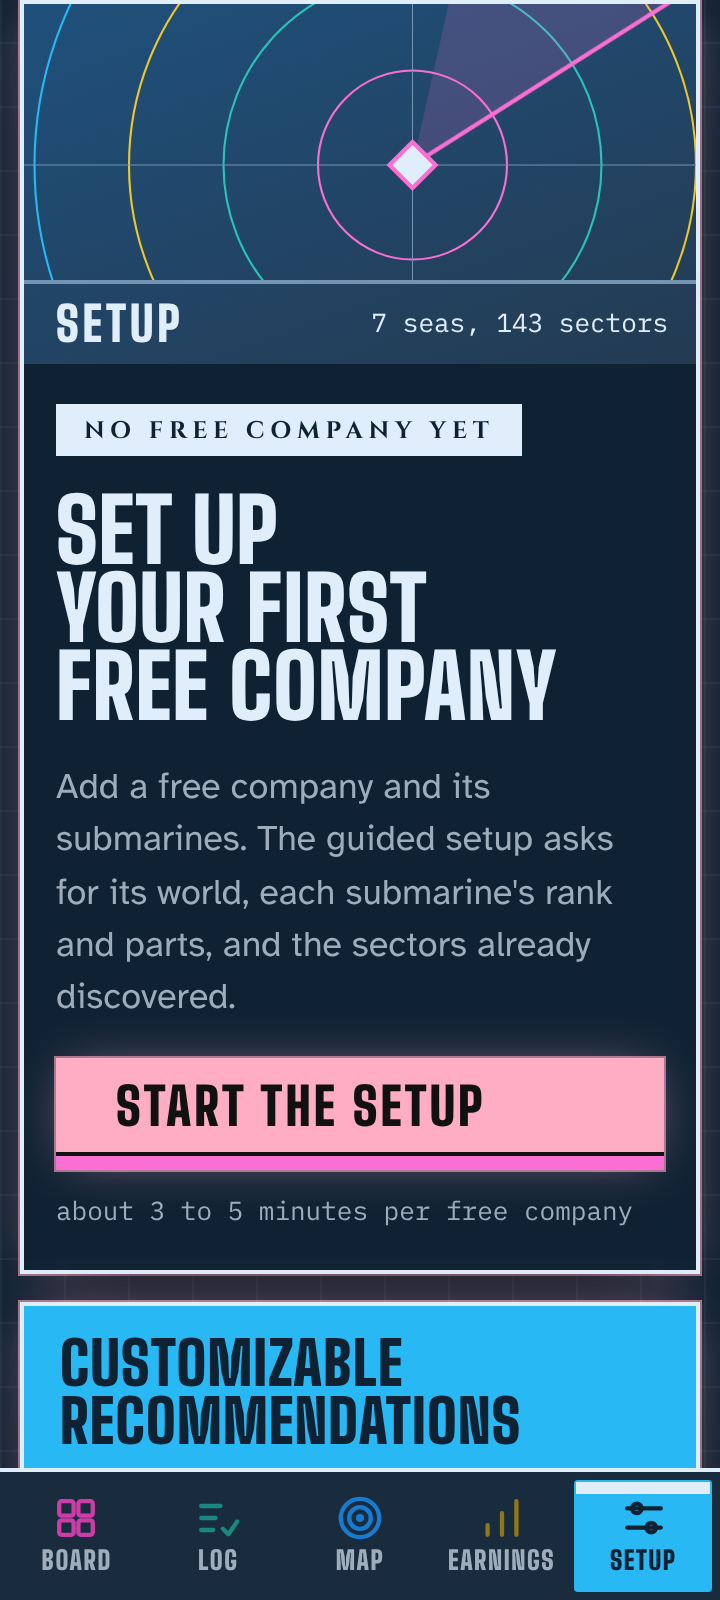 SETUP
7 seas, 143 sectors
NO FREE COMPANY YET
SET UP
YOUR FIRST
FREE COMPANY
Add a free company and its
submarines. The guided setup asks
for its world, each submarine's rank
and parts, and the sectors already
discovered.
START THE SETUP
about 3 to 5 minutes per free company
CUSTOMIZABLE
RECOMMENDATIONS
BOARD
LOG
MAP
EARNINGS
SETUP